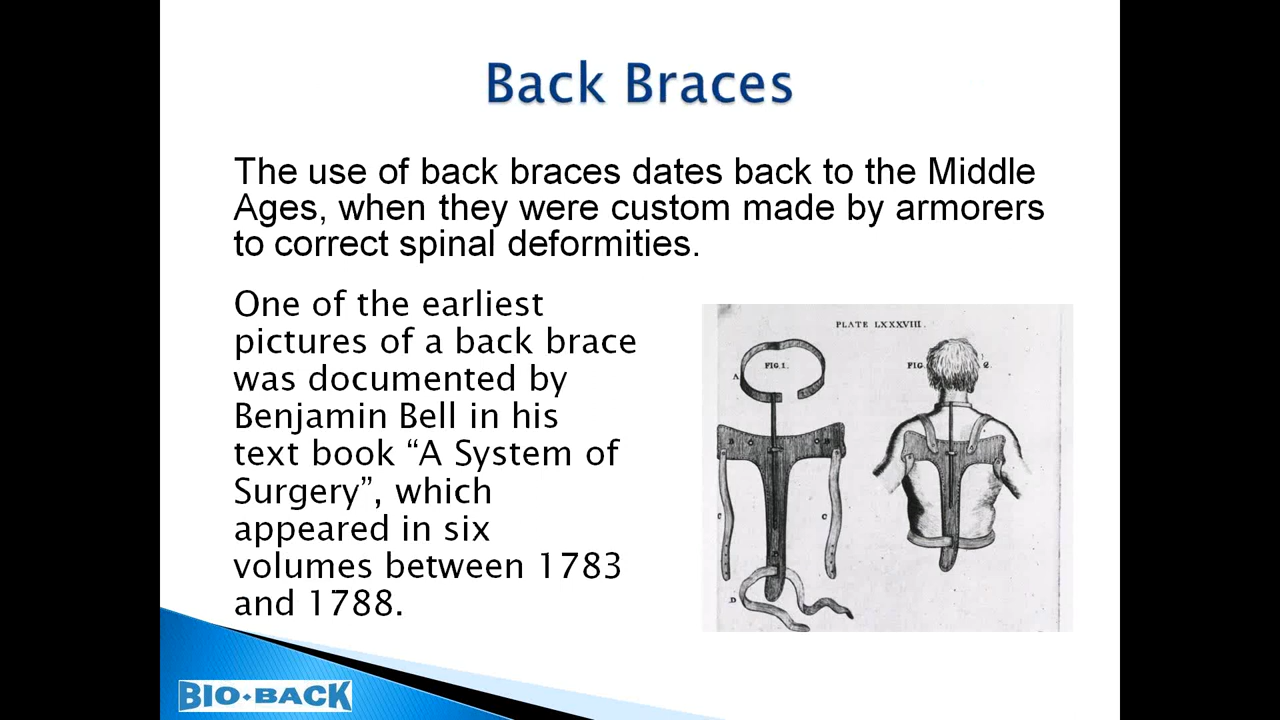 Back Braces
The use of back braces dates back to the Middle
Ages, when they were custom made by armorers
to correct spinal deformities.
One of the earliest
pictures of a back brace
was documented by
Benjamin Bell in his
text book “A System of
Surgery”, which
appeared in six
volumes between 1783
and 1788.
PLATE LXXXVIII.
FIG.1.
A
B
B
C
C
D
FIG. 2.
BIO•BACK